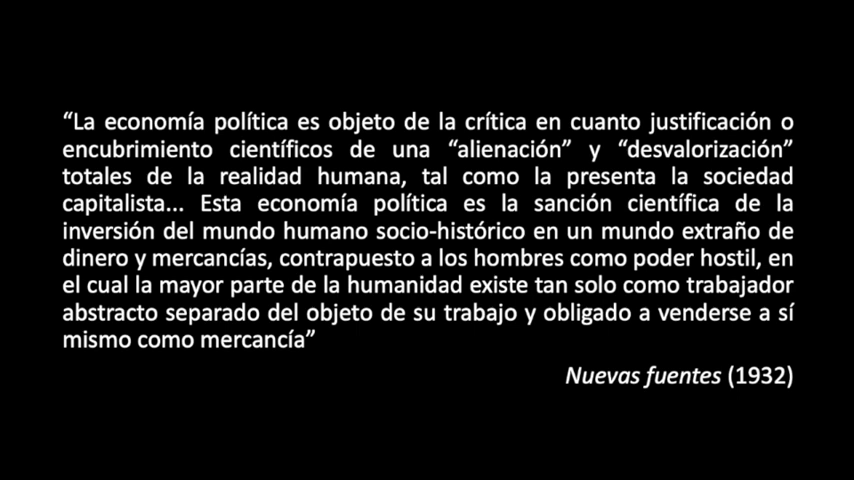 “La economía política es objeto de la crítica en cuanto justificación o
encubrimiento científicos de una “alienación” y “desvalorización”
totales de la realidad humana, tal como la presenta la sociedad
capitalista... Esta economía política es la sanción científica de la
inversión del mundo humano socio-histórico en un mundo extraño de
dinero y mercancías, contrapuesto a los hombres como poder hostil, en
el cual la mayor parte de la humanidad existe tan solo como trabajador
abstracto separado del objeto de su trabajo y obligado a venderse a sí
mismo como mercancía”
Nuevas fuentes (1932)